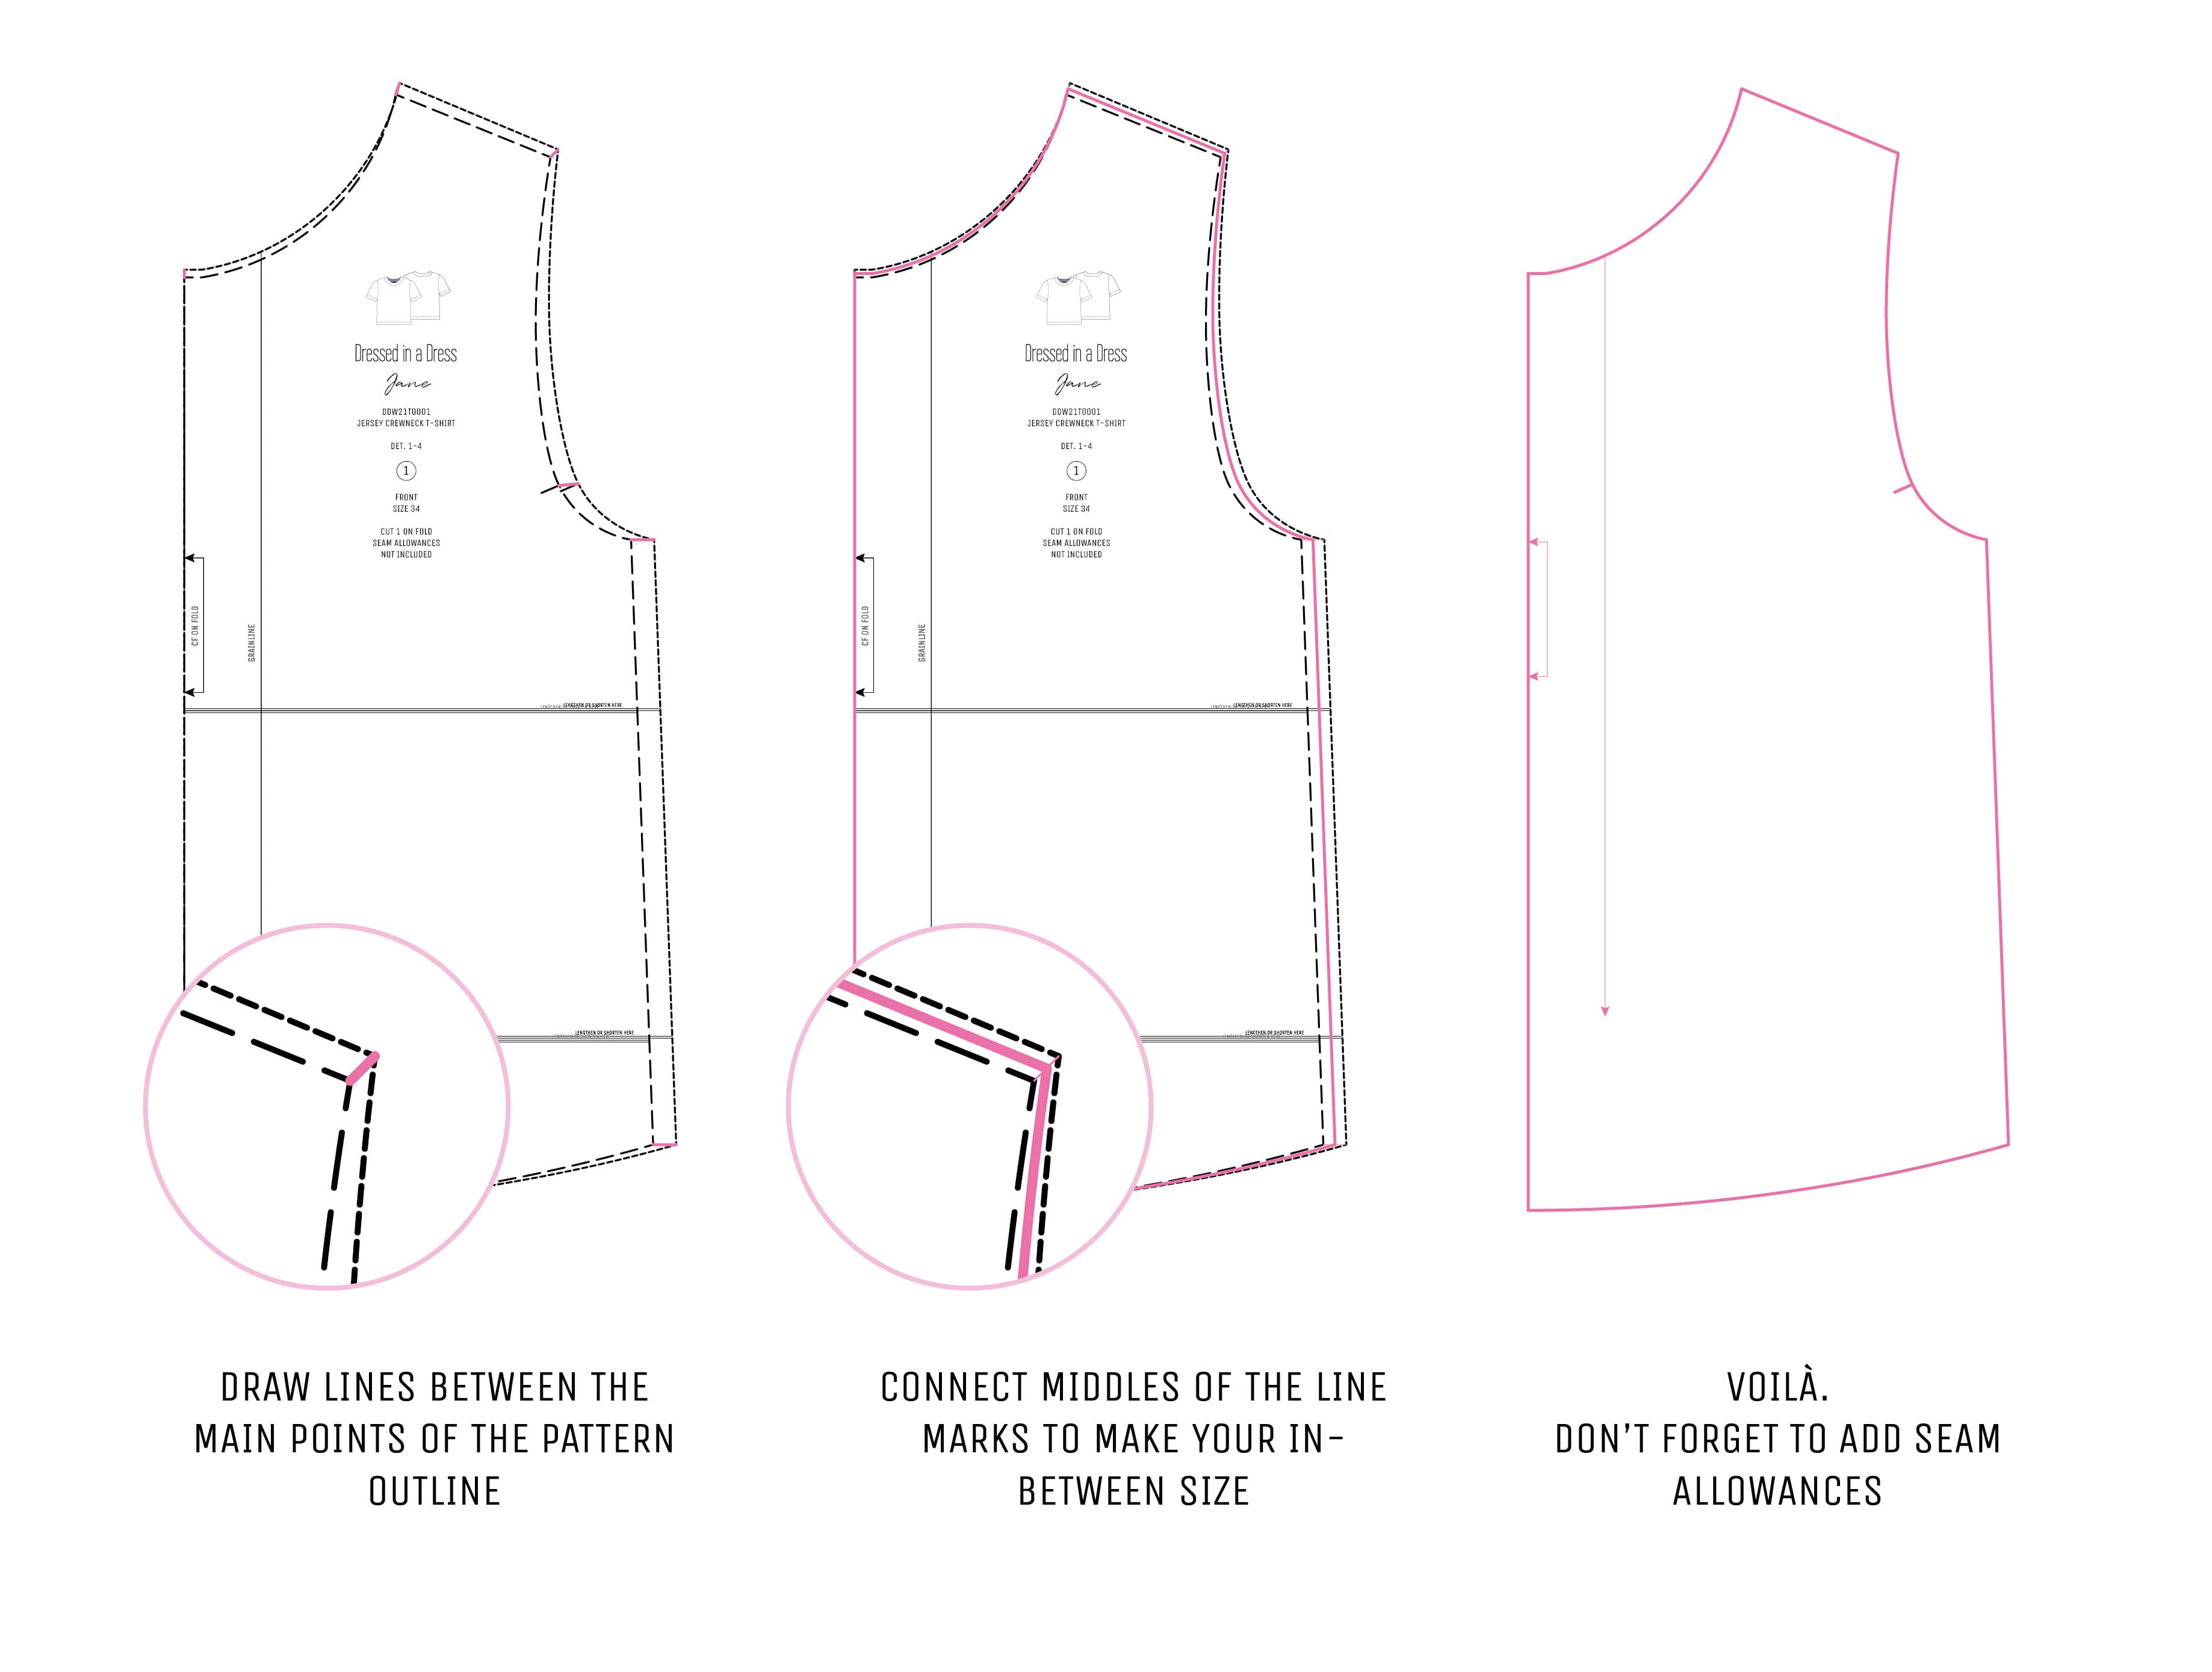 Dressed in a Dress
Jane
DDW21T0001
JERSEY CREWNECK T-SHIRT
DET. 1-4
1
FRONT
SIZE 34
CUT 1 ON FOLD
SEAM ALLOWANCES
NOT INCLUDED
CF ON FOLD
GRAINLINE
LENGTHEN OR SHORTEN HERE
LENGTHEN OR SHORTEN HERE
Dressed in a Dress
Jane
DDW21T0001
JERSEY CREWNECK T-SHIRT
DET. 1-4
1
FRONT
SIZE 34
CUT 1 ON FOLD
SEAM ALLOWANCES
NOT INCLUDED
CF ON FOLD
GRAINLINE
LENGTHEN OR SHORTEN HERE
LENGTHEN OR SHORTEN HERE
DRAW LINES BETWEEN THE
MAIN POINTS OF THE PATTERN
OUTLINE
CONNECT MIDDLES OF THE LINE
MARKS TO MAKE YOUR IN-
BETWEEN SIZE
VOILÀ.
DON'T FORGET TO ADD SEAM
ALLOWANCES